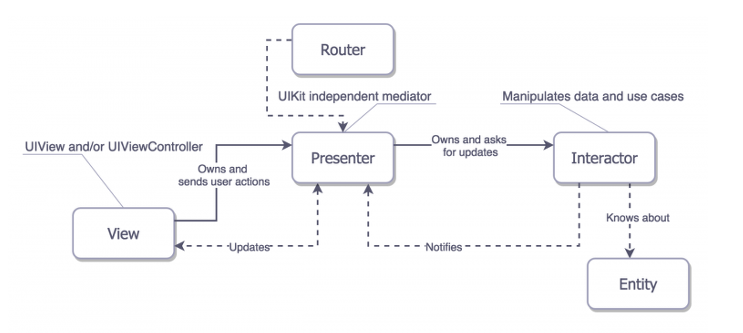 Router
UIKit independent mediator
Manipulates data and use cases
UIView and/or UIViewController
Presenter
Owns and asks
for updates
Interactor
Owns and
sends user actions
View
Updates
Notifies
Knows about
Entity